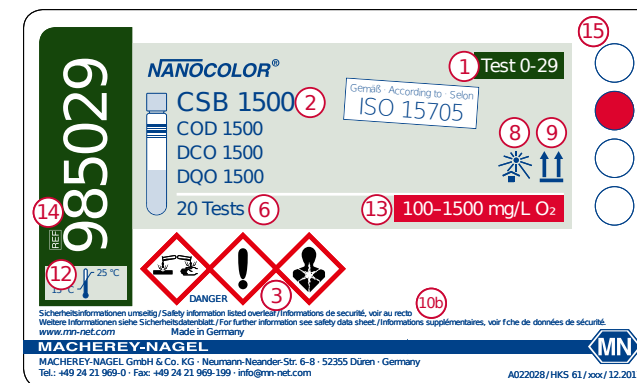 15
1
Test 0-29
NANOCOLOR®
CSB 1500
2
COD 1500
DCO 1500
DQO 1500
Gemäß · According to · Selon
ISO 15705
8
9
985029
14
REF
20 Tests
6
13
100–1500 mg/L O₂
12
25 °C
15 °C
DANGER
3
10b
Sicherheitsinformationen umseitig / Safety information listed overleaf / Informations de securité, voir au recto
Weitere Informationen siehe Sicherheitsdatenblatt. / For further information see safety data sheet. / Informations supplémentaires, voir fche de données de sécurité.
www.mn-net.com
Made in Germany
MACHEREY-NAGEL
MN
MACHEREY-NAGEL GmbH & Co. KG · Neumann-Neander-Str. 6–8 · 52355 Düren · Germany
Tel.: +49 24 21 969-0 · Fax: +49 24 21 969-199 · info@mn-net.com
A022028 / HKS 61 / xxx / 12.201